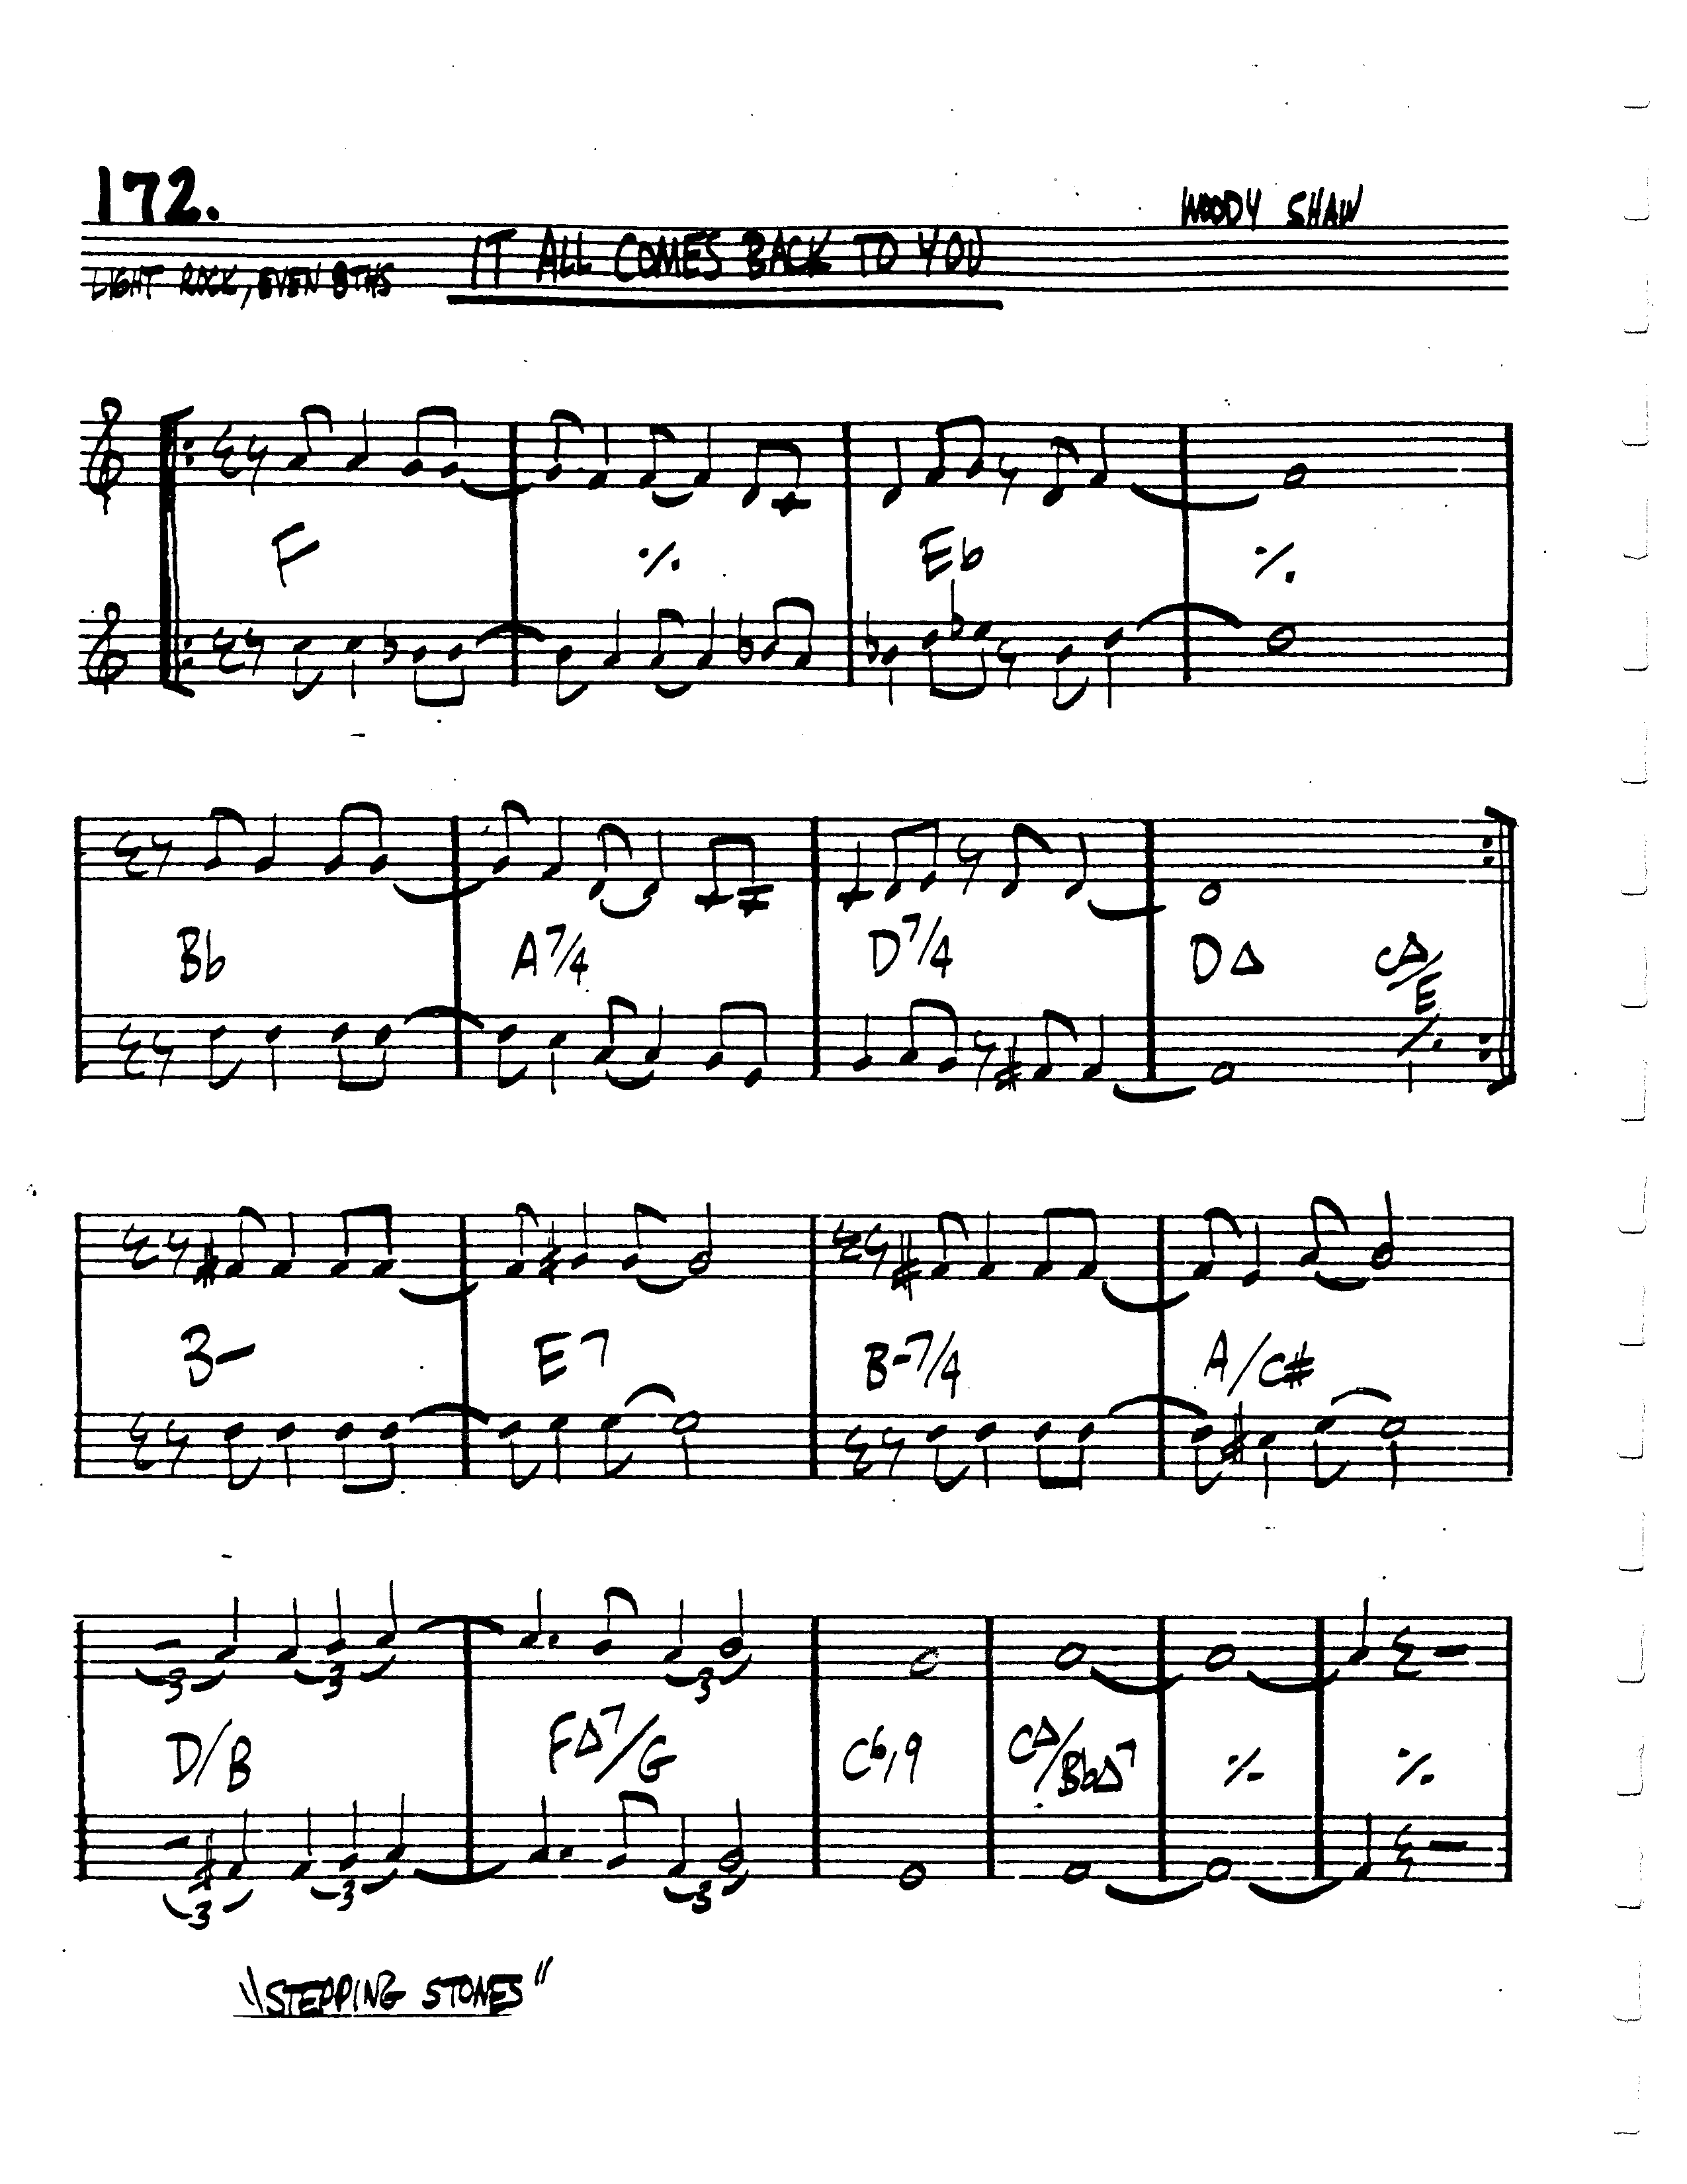 172.
WOODY SHAW
LIGHT ROCK, EVEN 8THS IT ALL COMES BACK TO YOU
F ٪ Eb ٪
Bb A7/4 D7/4 D△ C△/E
٪
B- E7 B-7/4 A/C#
3 3 3
D/B F△7/G C6,9 C△/Bb△7 ٪ ٪
3 3 3
"STEPPING STONES"